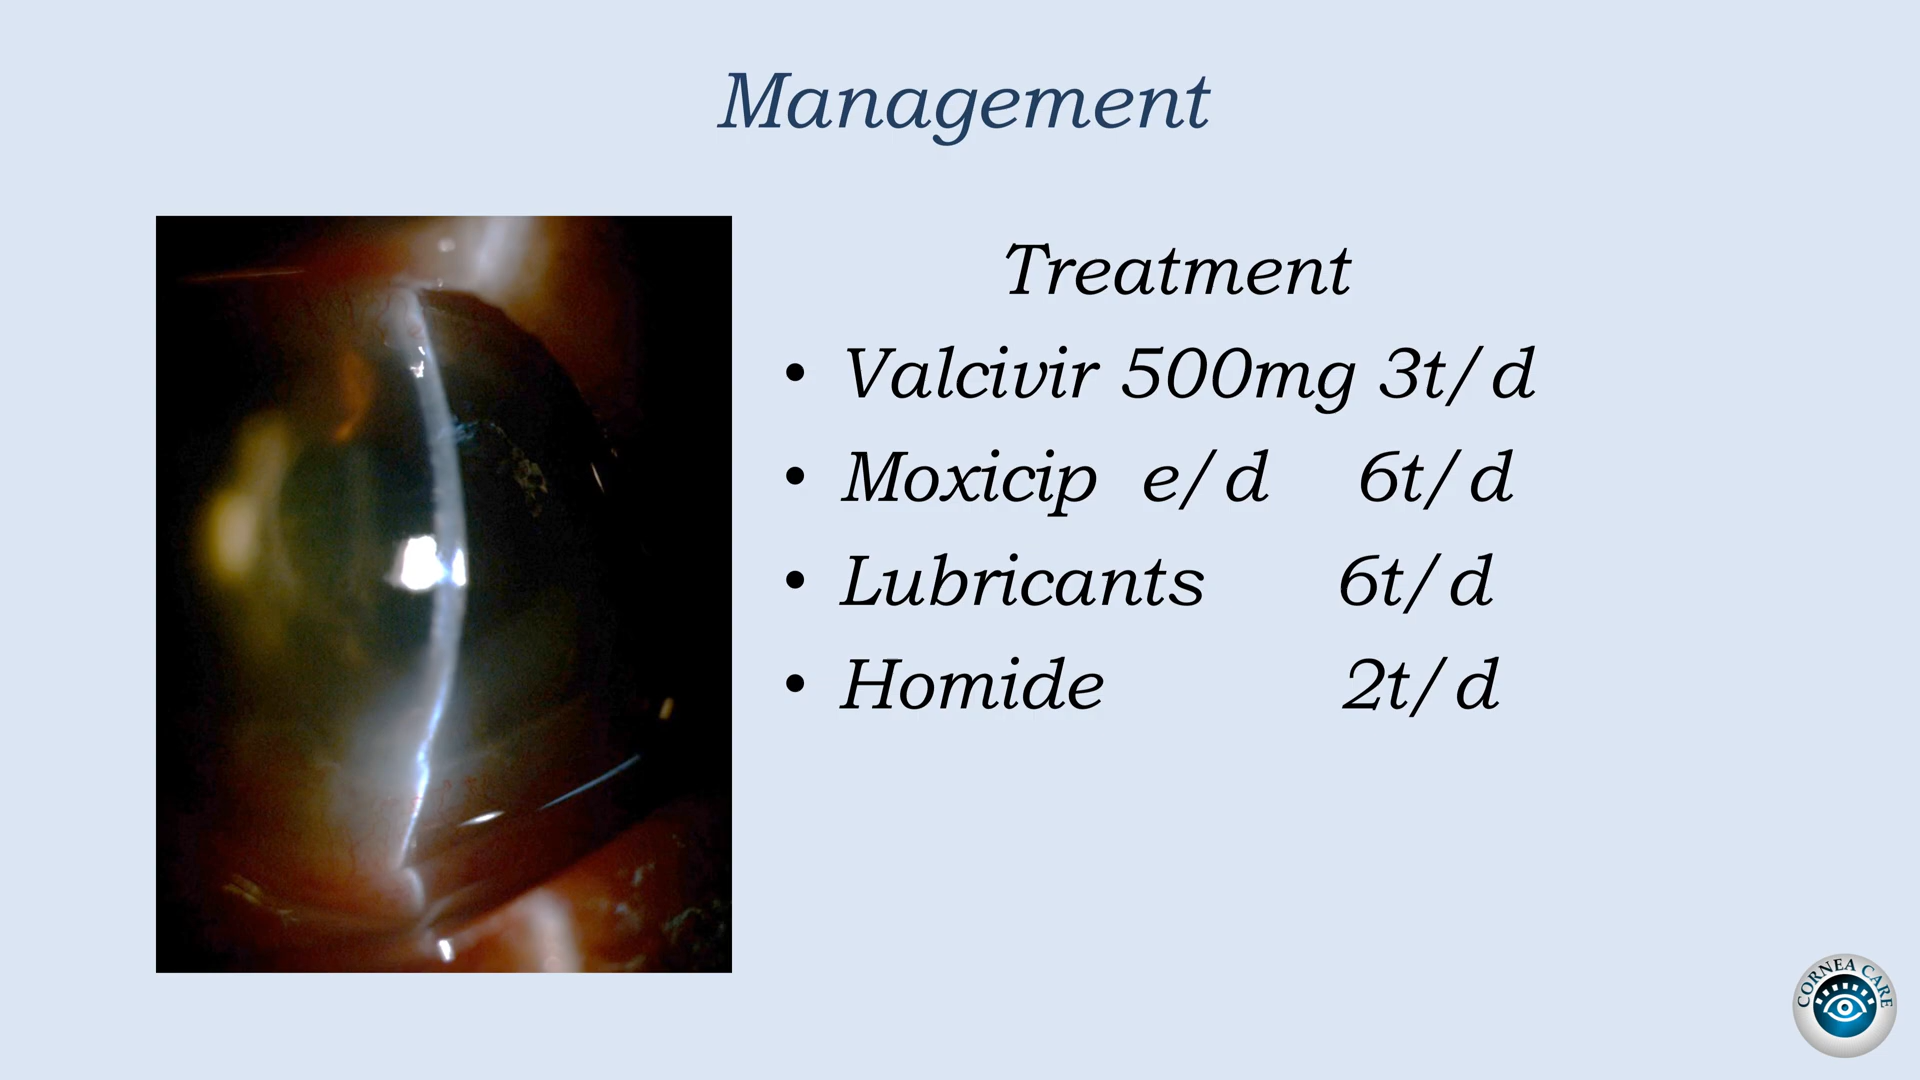 Management
Treatment
• Valcivir 500mg 3t/d
• Moxicip e/d 6t/d
• Lubricants 6t/d
• Homide 2t/d
CORNEA CARE